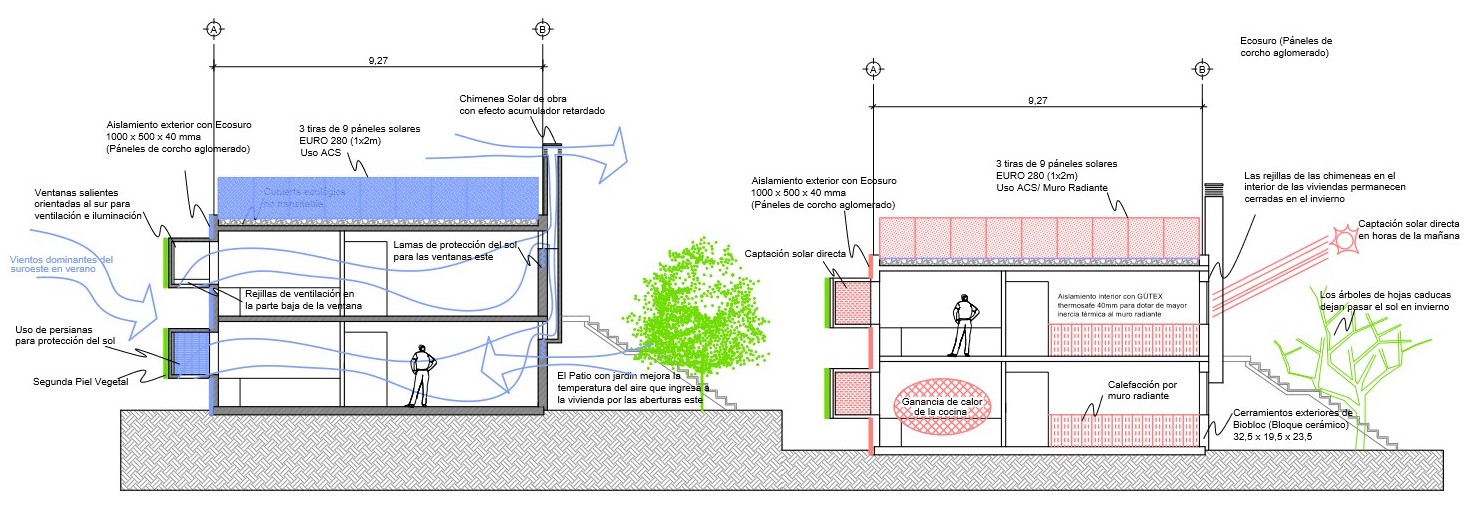 A
B
9,27
Chimenea Solar de obra
con efecto acumulador retardado
Aislamiento exterior con Ecosuro
1000 x 500 x 40 mma
(Páneles de corcho aglomerado)
3 tiras de 9 páneles solares
EURO 280 (1x2m)
Uso ACS
Cubierta ecológica
no transitable
Ventanas salientes
orientadas al sur para
ventilación e iluminación
Lamas de protección del sol
para las ventanas este
Vientos dominantes del
suroeste en verano
Rejillas de ventilación en
la parte baja de la ventana
Uso de persianas
para protección del sol
Segunda Piel Vegetal
El Patio con jardin mejora la
temperatura del aire que ingresa a
la vivienda por las aberturas este
Ecosuro (Páneles de
corcho aglomerado)
A
B
9,27
3 tiras de 9 páneles solares
EURO 280 (1x2m)
Uso ACS/ Muro Radiante
Aislamiento exterior con Ecosuro
1000 x 500 x 40 mma
(Páneles de corcho aglomerado)
Las rejillas de las chimeneas en el
interior de las viviendas permanecen
cerradas en el invierno
Captación solar directa
en horas de la mañana
Captación solar directa
Aislamiento interior con GÜTEX
thermosafe 40mm para dotar de mayor
inercia térmica al muro radiante
Los árboles de hojas caducas
dejan pasar el sol en invierno
Ganancia de calor
de la cocina
Calefacción por
muro radiante
Cerramientos exteriores de
Biobloc (Bloque cerámico)
32,5 x 19,5 x 23,5